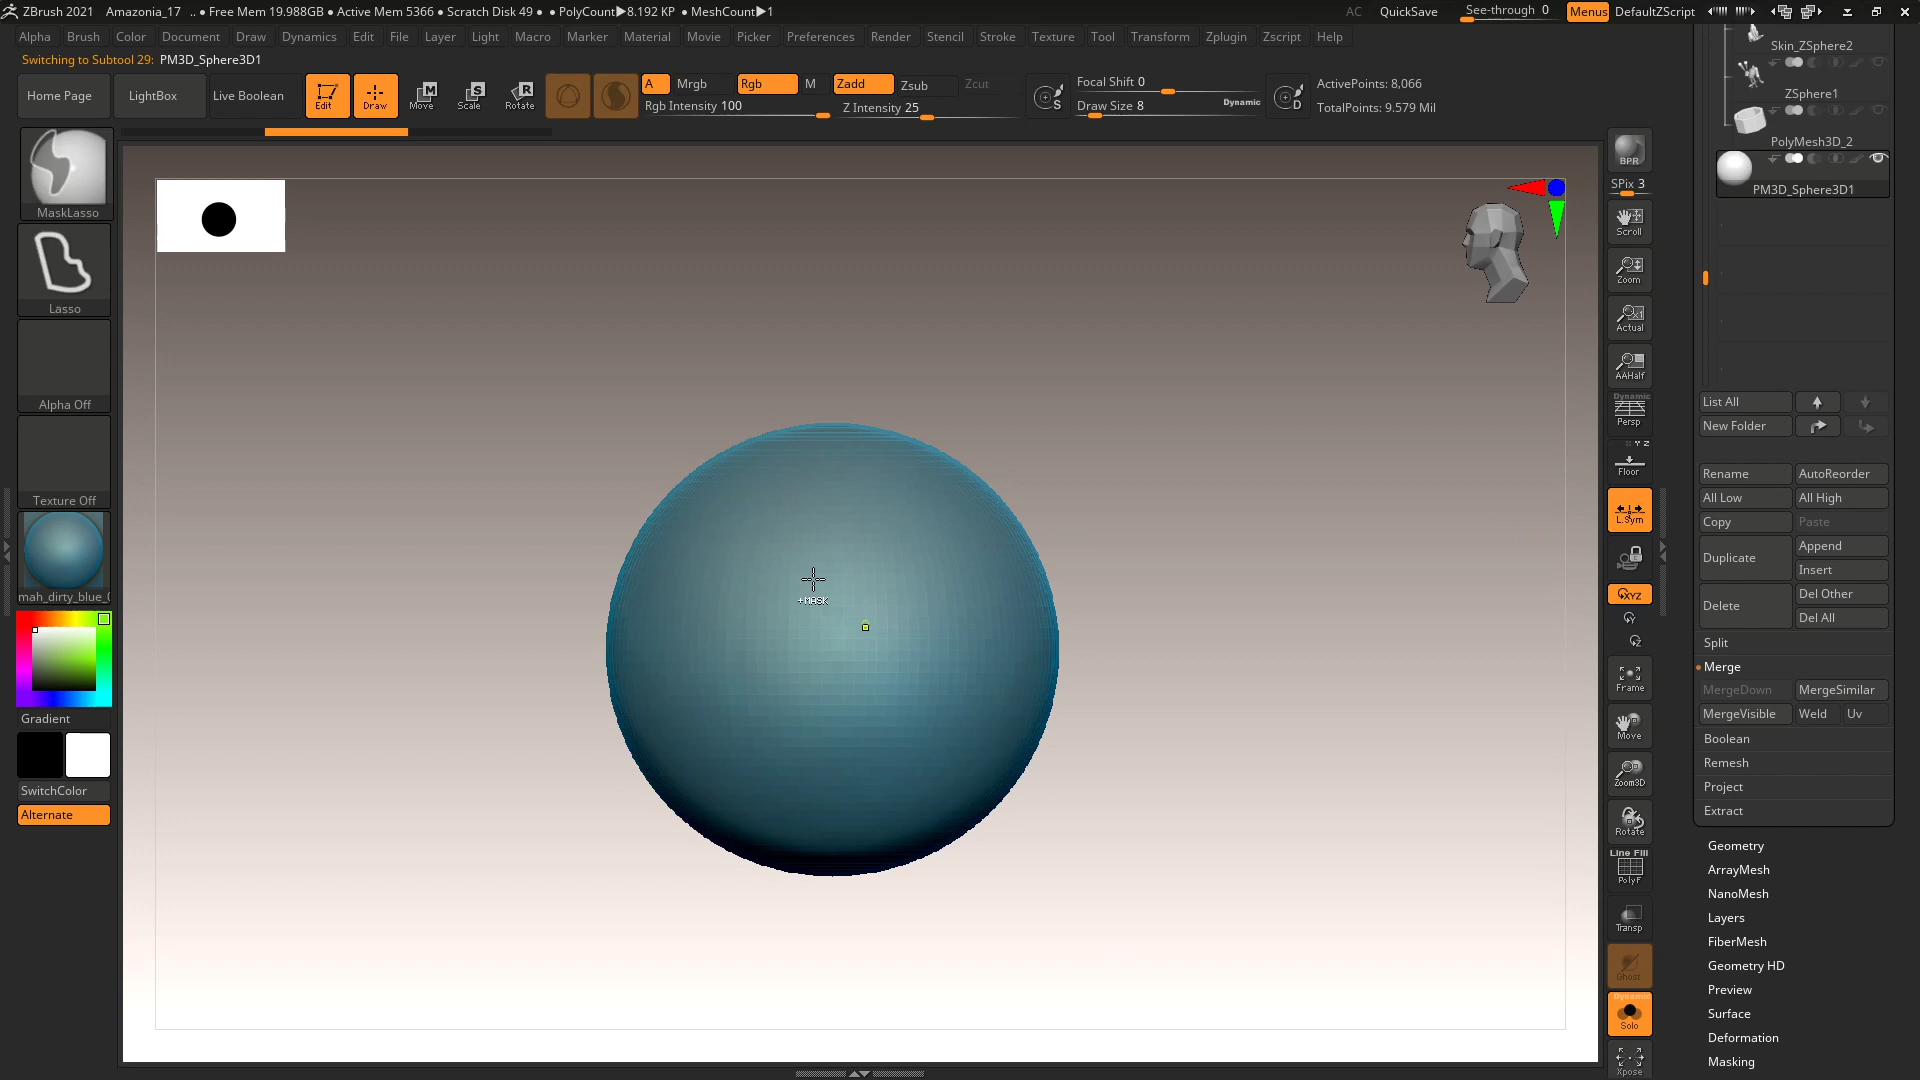 ZBrush 2021 Amazonia_17 .. • Free Mem 19.988GB • Active Mem 5366 • Scratch Disk 49 • • PolyCount▶8.192 KP • MeshCount▶1 AC QuickSave See-through 0 Menus DefaultZScript
Alpha Brush Color Document Draw Dynamics Edit File Layer Light Macro Marker Material Movie Picker Preferences Render Stencil Stroke Texture Tool Transform Zplugin Zscript Help
Switching to Subtool 29: PM3D_Sphere3D1
Home Page LightBox Live Boolean Edit Draw Move Scale Rotate
A Mrgb Rgb M Zadd Zsub Zcut
Rgb Intensity 100 Z Intensity 25
S
Focal Shift 0
Draw Size 8 Dynamic
D
ActivePoints: 8,066
TotalPoints: 9.579 Mil
MaskLasso
Lasso
Alpha Off
Texture Off
mah_dirty_blue_
Gradient
SwitchColor
Alternate
+MASK
BPR
SPix 3
Scroll
Zoom
Actual
AAHalf
Dynamic
Persp
X Y Z
Floor
L.Sym
XYZ
Y
Z
Frame
Move
Zoom3D
Rotate
Line Fill
PolyF
Transp
Ghost
Dynamic
Solo
Xpose
Skin_ZSphere2
ZSphere1
PolyMesh3D_2
PM3D_Sphere3D1
List All
New Folder
Rename AutoReorder
All Low All High
Copy Paste
Duplicate Append
Insert
Delete Del Other
Del All
Split
Merge
MergeDown MergeSimilar
MergeVisible Weld Uv
Boolean
Remesh
Project
Extract
Geometry
ArrayMesh
NanoMesh
Layers
FiberMesh
Geometry HD
Preview
Surface
Deformation
Masking